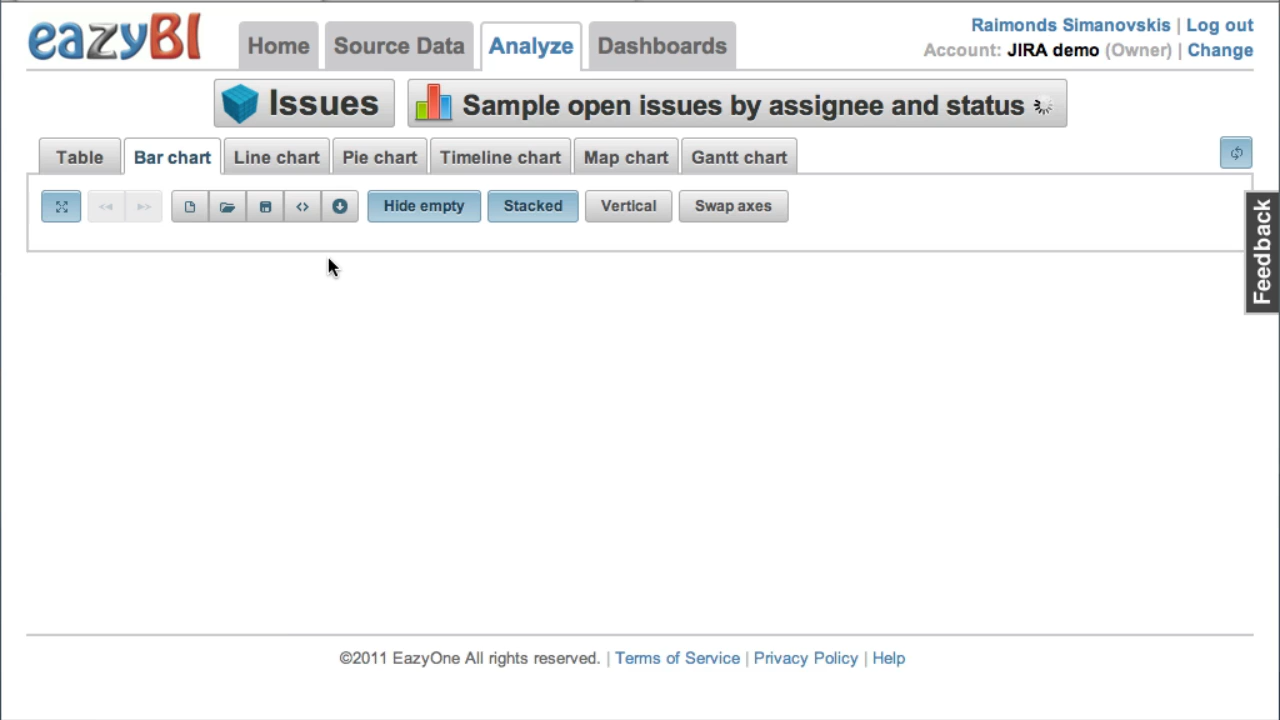 eazyBI
Home Source Data Analyze Dashboards
Raimonds Simanovskis | Log out
Account: JIRA demo (Owner) | Change
Issues Sample open issues by assignee and status
Table Bar chart Line chart Pie chart Timeline chart Map chart Gantt chart
Hide empty Stacked Vertical Swap axes
Feedback
©2011 EazyOne All rights reserved. | Terms of Service | Privacy Policy | Help